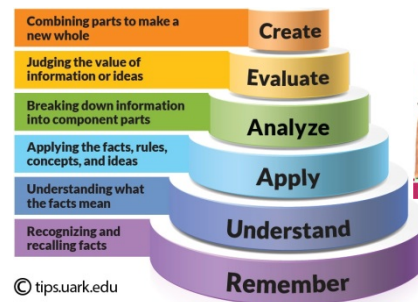 Combining parts to make a
new whole
Create
Judging the value of
information or ideas
Evaluate
Breaking down information
into component parts
Analyze
Applying the facts, rules,
concepts, and ideas
Apply
Understanding what
the facts mean
Understand
Recognizing and
recalling facts
Remember
© tips.uark.edu